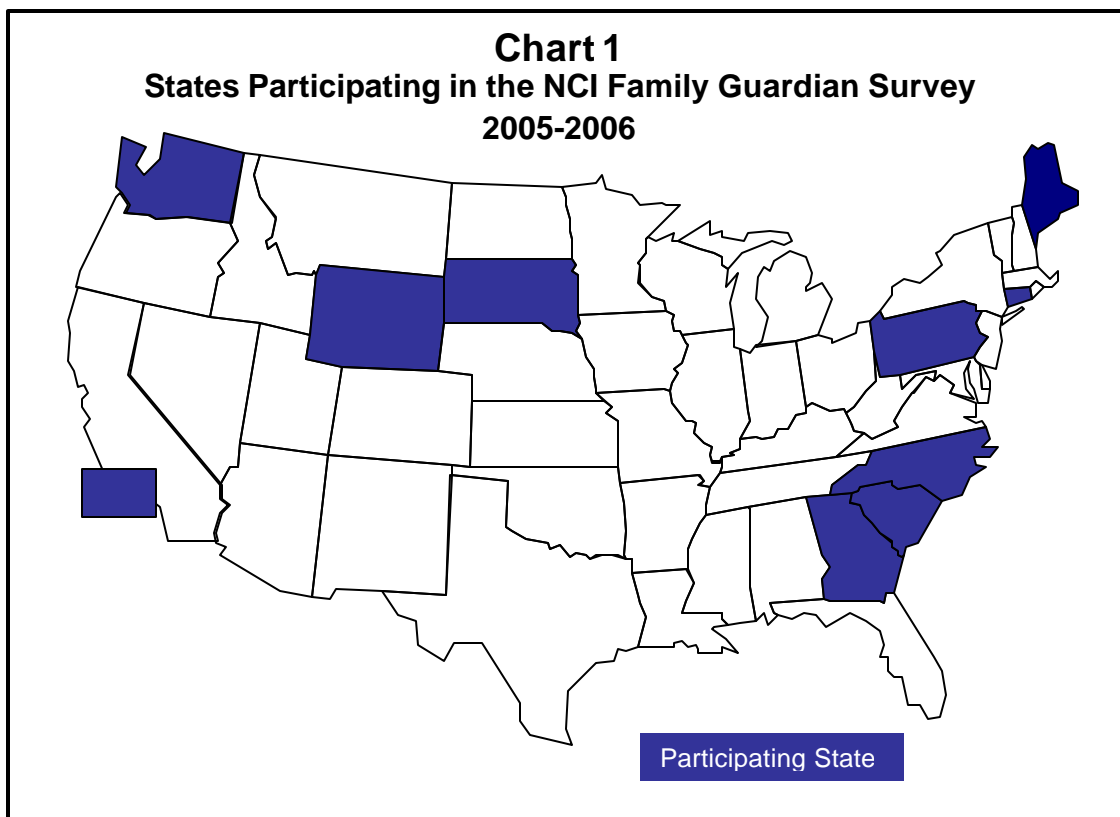 Chart 1
States Participating in the NCI Family Guardian Survey
2005-2006
Participating State